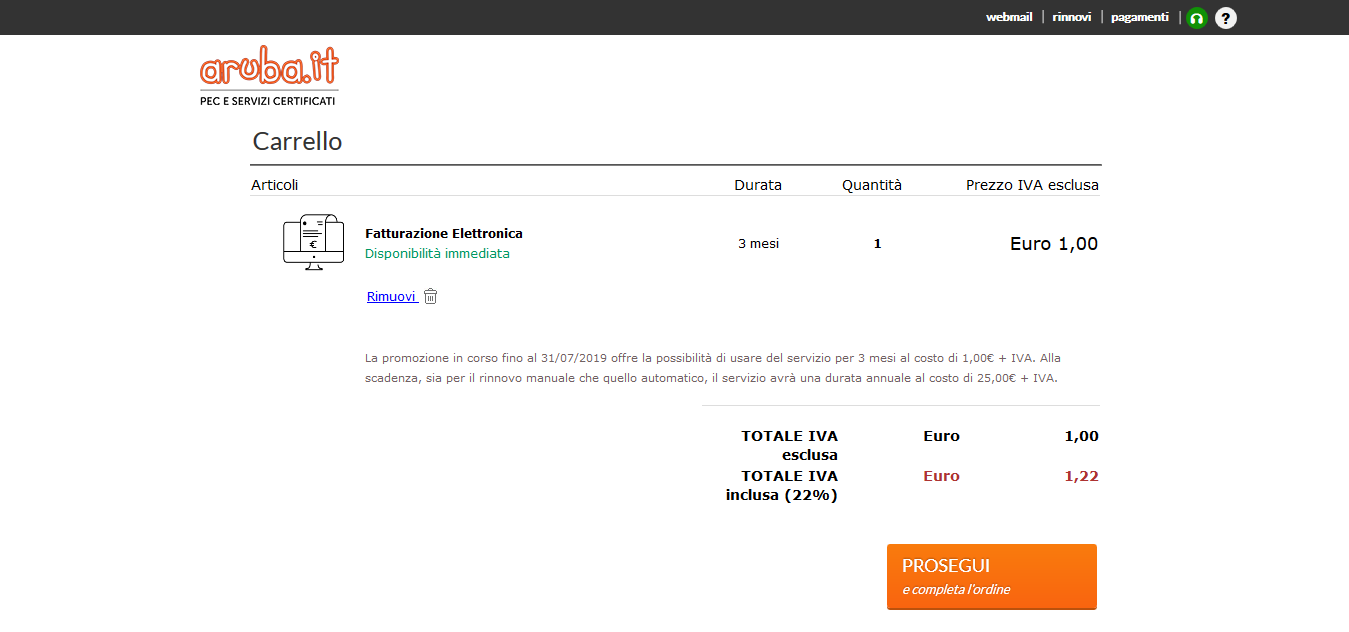 webmail | rinnovi | pagamenti | ?
aruba.it
PEC E SERVIZI CERTIFICATI
Carrello
Articoli Durata Quantità Prezzo IVA esclusa
Fatturazione Elettronica
Disponibilità immediata
3 mesi 1 Euro 1,00
€
Rimuovi
La promozione in corso fino al 31/07/2019 offre la possibilità di usare del servizio per 3 mesi al costo di 1,00€ + IVA. Alla
scadenza, sia per il rinnovo manuale che quello automatico, il servizio avrà una durata annuale al costo di 25,00€ + IVA.
TOTALE IVA Euro 1,00
esclusa
TOTALE IVA Euro 1,22
inclusa (22%)
PROSEGUI
e completa l'ordine